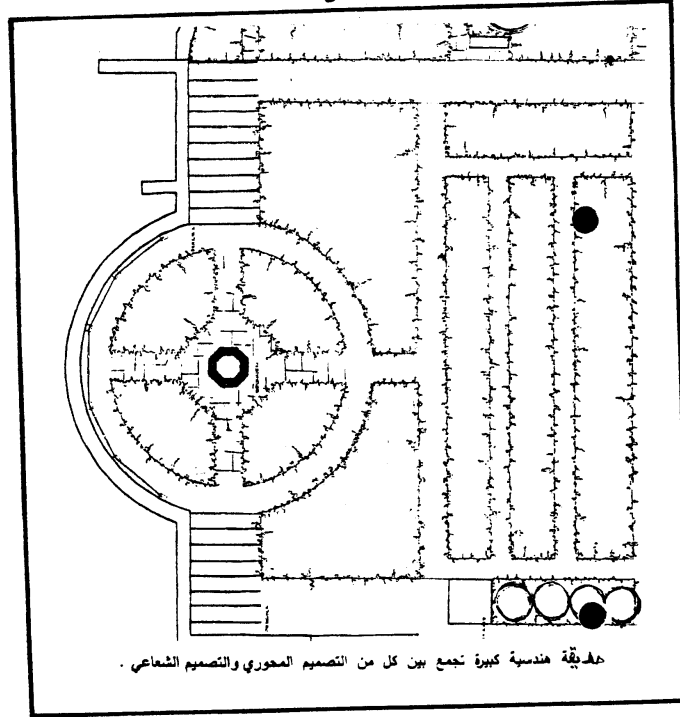 حديقة هندسية كبيرة تجمع بين كل من التصميم المحوري والتصميم الشعاعي .